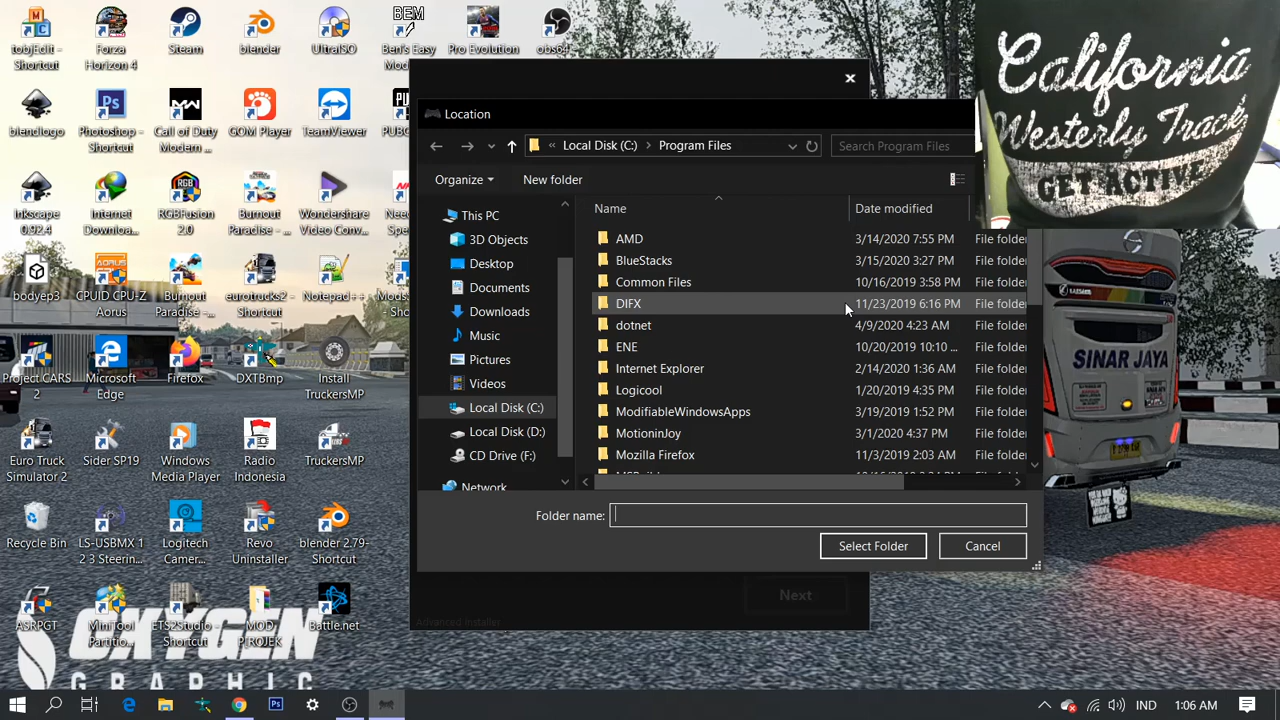 tobjEdit -
Shortcut
Forza
Horizon 4
Steam
blender
UltraISO
BEM
Ben's Easy
Mod...
Pro Evolution
obs64
blendlogo
Photoshop -
Shortcut
Call of Duty
Modern ...
GOM Player
TeamViewer
PUBG
Inkscape
0.92.4
Internet
Downloa...
RGBFusion
2.0
Burnout
Paradise - ...
Wondershare
Video Conv...
bodyep3
CPUID CPU-Z
Aorus
Burnout
Paradise -...
eurotrucks2 -
Shortcut
Notepad++
Project CARS
2
Microsoft
Edge
Firefox
DXTBmp
Install
TruckersMP
Euro Truck
Simulator 2
Sider SP19
Windows
Media Player
Radio
Indonesia
TruckersMP
Recycle Bin
LS-USBMX 1
2 3 Steerin...
Logitech
Camer...
Revo
Uninstaller
blender 2.79-
Shortcut
ASRPGT
MiniTool
Partitio...
ETS2Studio -
Shortcut
MOD
P[ROJEK
Battle.net
OXYGEN
GRAPHIC
Location
Local Disk (C:)
Program Files
Search Program Files
Organize
New folder
This PC
3D Objects
Desktop
Documents
Downloads
Music
Pictures
Videos
Local Disk (C:)
Local Disk (D:)
CD Drive (F:)
Network
Name
Date modified
AMD
3/14/2020 7:55 PM
File folder
BlueStacks
3/15/2020 3:27 PM
File folder
Common Files
10/16/2019 3:58 PM
File folder
DIFX
11/23/2019 6:16 PM
File folder
dotnet
4/9/2020 4:23 AM
File folder
ENE
10/20/2019 10:10 ...
File folder
Internet Explorer
2/14/2020 1:36 AM
File folder
Logicool
1/20/2019 4:35 PM
File folder
ModifiableWindowsApps
3/19/2019 1:52 PM
File folder
MotioninJoy
3/1/2020 4:37 PM
File folder
Mozilla Firefox
11/3/2019 2:03 AM
File folder
Folder name:
Select Folder
Cancel
Next
Advanced Installer
California
Westerly Track
GET ACTIVE
SINAR JAYA
IND
1:06 AM